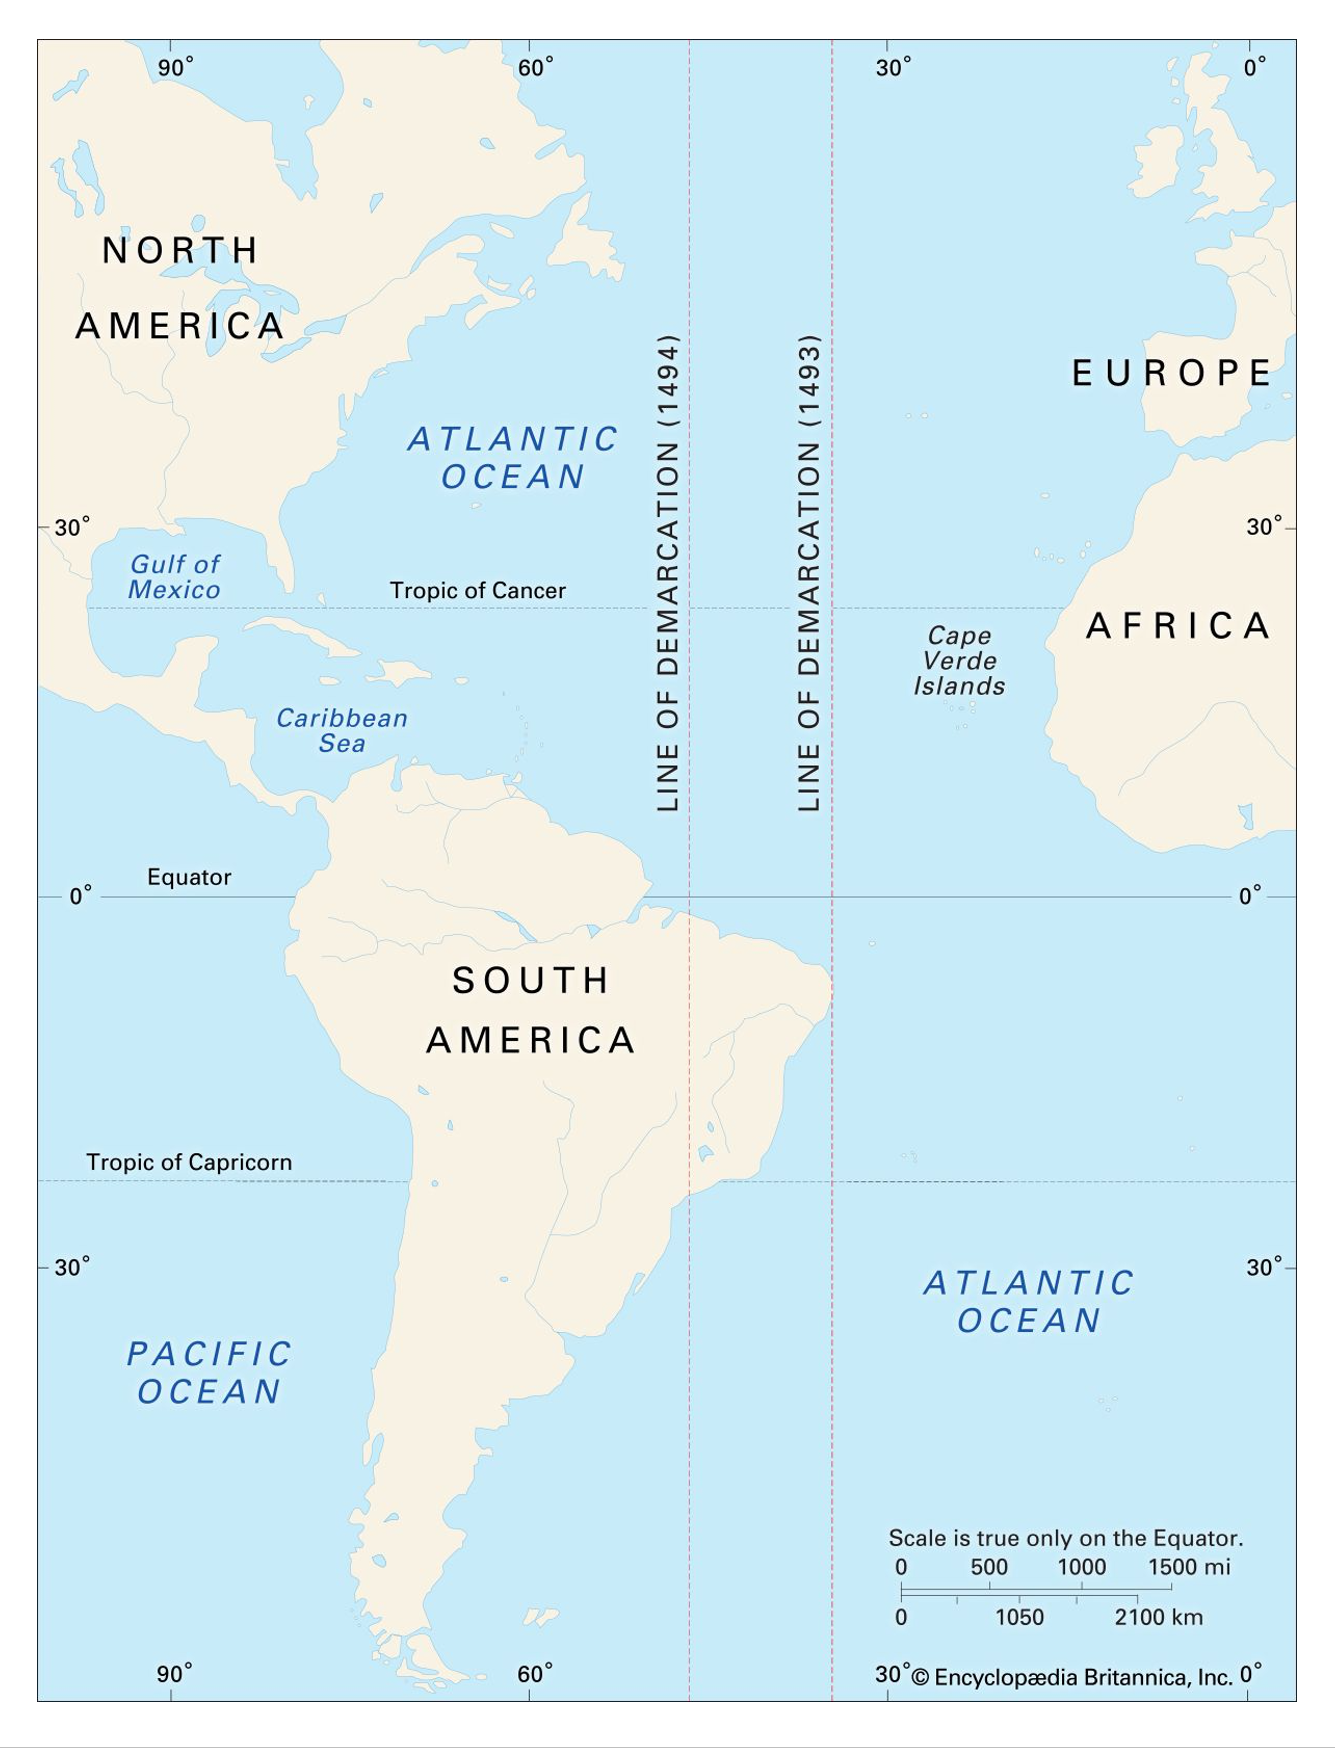 90°
60°
30°
0°
NORTH
AMERICA
EUROPE
ATLANTIC
OCEAN
LINE OF DEMARCATION (1494)
LINE OF DEMARCATION (1493)
30°
30°
Gulf of
Mexico
Tropic of Cancer
AFRICA
Cape
Verde
Islands
Caribbean
Sea
Equator
0°
0°
SOUTH
AMERICA
Tropic of Capricorn
30°
30°
ATLANTIC
OCEAN
PACIFIC
OCEAN
Scale is true only on the Equator.
0 500 1000 1500 mi
0 1050 2100 km
90°
60°
30°
© Encyclopædia Britannica, Inc.
0°